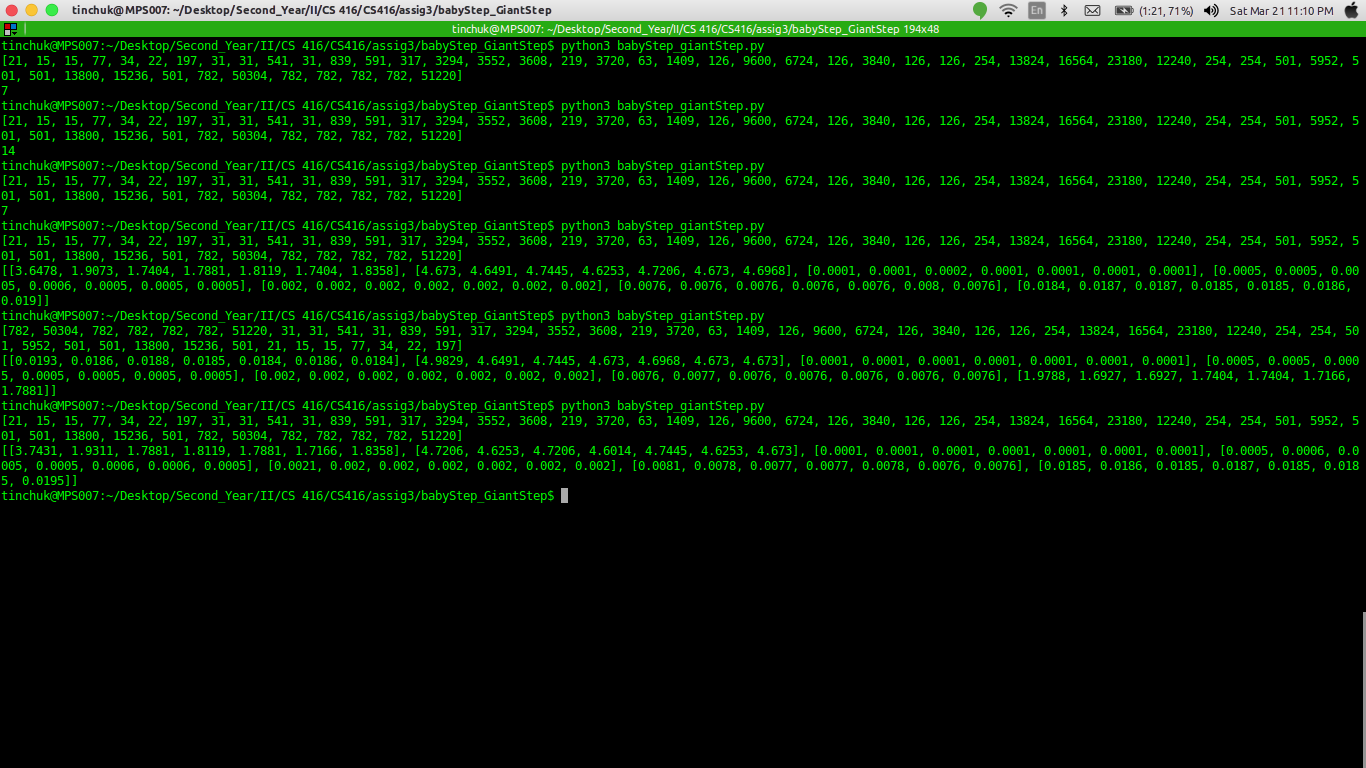 tinchuk@MPS007: ~/Desktop/Second_Year/II/CS 416/CS416/assig3/babyStep_GiantStep
En
(1:21, 71%)
Sat Mar 21 11:10 PM
tinchuk@MPS007: ~/Desktop/Second_Year/II/CS 416/CS416/assig3/babyStep_GiantStep 194x48
tinchuk@MPS007:~/Desktop/Second_Year/II/CS 416/CS416/assig3/babyStep_GiantStep$ python3 babyStep_giantStep.py
[21, 15, 15, 77, 34, 22, 197, 31, 31, 541, 31, 839, 591, 317, 3294, 3552, 3608, 219, 3720, 63, 1409, 126, 9600, 6724, 126, 3840, 126, 126, 254, 13824, 16564, 23180, 12240, 254, 254, 501, 5952, 5
01, 501, 13800, 15236, 501, 782, 50304, 782, 782, 782, 782, 51220]
7
tinchuk@MPS007:~/Desktop/Second_Year/II/CS 416/CS416/assig3/babyStep_GiantStep$ python3 babyStep_giantStep.py
[21, 15, 15, 77, 34, 22, 197, 31, 31, 541, 31, 839, 591, 317, 3294, 3552, 3608, 219, 3720, 63, 1409, 126, 9600, 6724, 126, 3840, 126, 126, 254, 13824, 16564, 23180, 12240, 254, 254, 501, 5952, 5
01, 501, 13800, 15236, 501, 782, 50304, 782, 782, 782, 782, 51220]
14
tinchuk@MPS007:~/Desktop/Second_Year/II/CS 416/CS416/assig3/babyStep_GiantStep$ python3 babyStep_giantStep.py
[21, 15, 15, 77, 34, 22, 197, 31, 31, 541, 31, 839, 591, 317, 3294, 3552, 3608, 219, 3720, 63, 1409, 126, 9600, 6724, 126, 3840, 126, 126, 254, 13824, 16564, 23180, 12240, 254, 254, 501, 5952, 5
01, 501, 13800, 15236, 501, 782, 50304, 782, 782, 782, 782, 51220]
7
tinchuk@MPS007:~/Desktop/Second_Year/II/CS 416/CS416/assig3/babyStep_GiantStep$ python3 babyStep_giantStep.py
[21, 15, 15, 77, 34, 22, 197, 31, 31, 541, 31, 839, 591, 317, 3294, 3552, 3608, 219, 3720, 63, 1409, 126, 9600, 6724, 126, 3840, 126, 126, 254, 13824, 16564, 23180, 12240, 254, 254, 501, 5952, 5
01, 501, 13800, 15236, 501, 782, 50304, 782, 782, 782, 782, 51220]
[[3.6478, 1.9073, 1.7404, 1.7881, 1.8119, 1.7404, 1.8358], [4.673, 4.6491, 4.7445, 4.6253, 4.7206, 4.673, 4.6968], [0.0001, 0.0001, 0.0002, 0.0001, 0.0001, 0.0001, 0.0001], [0.0005, 0.0005, 0.0
005, 0.0006, 0.0005, 0.0005, 0.0005], [0.002, 0.002, 0.002, 0.002, 0.002, 0.002, 0.002], [0.0076, 0.0076, 0.0076, 0.0076, 0.0076, 0.008, 0.0076], [0.0184, 0.0187, 0.0187, 0.0185, 0.0185, 0.0186,
0.019]]
tinchuk@MPS007:~/Desktop/Second_Year/II/CS 416/CS416/assig3/babyStep_GiantStep$ python3 babyStep_giantStep.py
[782, 50304, 782, 782, 782, 782, 51220, 31, 31, 541, 31, 839, 591, 317, 3294, 3552, 3608, 219, 3720, 63, 1409, 126, 9600, 6724, 126, 3840, 126, 126, 254, 13824, 16564, 23180, 12240, 254, 254, 50
1, 5952, 501, 501, 13800, 15236, 501, 21, 15, 15, 77, 34, 22, 197]
[[0.0193, 0.0186, 0.0188, 0.0185, 0.0184, 0.0186, 0.0184], [4.9829, 4.6491, 4.7445, 4.673, 4.6968, 4.673, 4.673], [0.0001, 0.0001, 0.0001, 0.0001, 0.0001, 0.0001, 0.0001], [0.0005, 0.0005, 0.000
5, 0.0005, 0.0005, 0.0005, 0.0005], [0.002, 0.002, 0.002, 0.002, 0.002, 0.002, 0.002], [0.0076, 0.0077, 0.0076, 0.0076, 0.0076, 0.0076, 0.0076], [1.9788, 1.6927, 1.6927, 1.7404, 1.7404, 1.7166,
1.7881]]
tinchuk@MPS007:~/Desktop/Second_Year/II/CS 416/CS416/assig3/babyStep_GiantStep$ python3 babyStep_giantStep.py
[21, 15, 15, 77, 34, 22, 197, 31, 31, 541, 31, 839, 591, 317, 3294, 3552, 3608, 219, 3720, 63, 1409, 126, 9600, 6724, 126, 3840, 126, 126, 254, 13824, 16564, 23180, 12240, 254, 254, 501, 5952, 5
01, 501, 13800, 15236, 501, 782, 50304, 782, 782, 782, 782, 51220]
[[3.7431, 1.9311, 1.7881, 1.8119, 1.7881, 1.7166, 1.8358], [4.7206, 4.6253, 4.7206, 4.6014, 4.7445, 4.6253, 4.673], [0.0001, 0.0001, 0.0001, 0.0001, 0.0001, 0.0001, 0.0001], [0.0005, 0.0006, 0.0
005, 0.0005, 0.0006, 0.0006, 0.0005], [0.0021, 0.002, 0.002, 0.002, 0.002, 0.002, 0.002], [0.0081, 0.0078, 0.0077, 0.0077, 0.0078, 0.0076, 0.0076], [0.0185, 0.0186, 0.0185, 0.0187, 0.0185, 0.018
5, 0.0195]]
tinchuk@MPS007:~/Desktop/Second_Year/II/CS 416/CS416/assig3/babyStep_GiantStep$